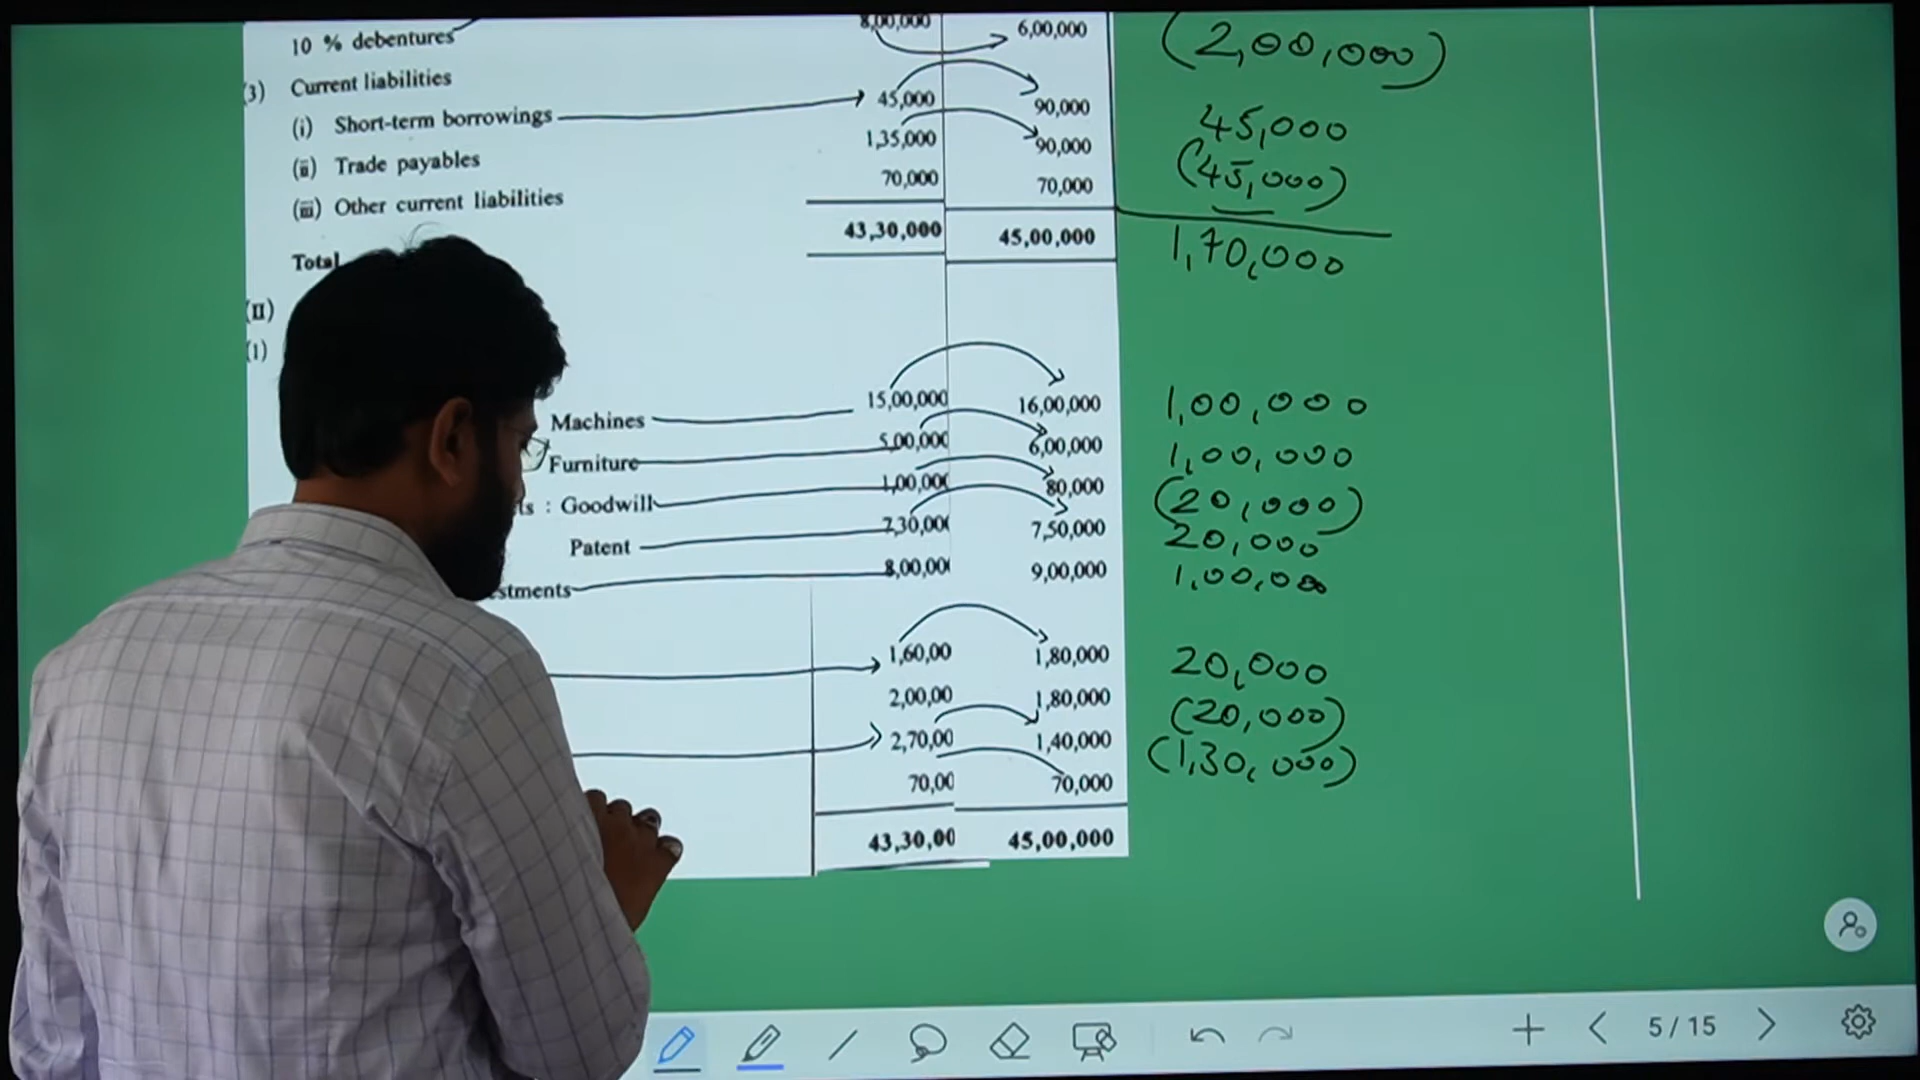 10 % debentures 8,00,000 6,00,000 (2,00,000)
(3) Current liabilities
(i) Short-term borrowings 45,000 90,000 45,000
(ii) Trade payables 1,35,000 90,000 (45,000)
(iii) Other current liabilities 70,000 70,000
Total 43,30,000 45,00,000 1,70,000
(II)
(1)
Machines 15,00,000 16,00,000 1,00,000
Furniture 5,00,000 6,00,000 1,00,000
ts : Goodwill 1,00,000 80,000 (20,000)
Patent 7,30,00 7,50,000 20,000
stments 8,00,00 9,00,000 1,00,000
1,60,00 1,80,000 20,000
2,00,00 1,80,000 (20,000)
2,70,00 1,40,000 (1,30,000)
70,00 70,000
43,30,00 45,00,000
5 / 15